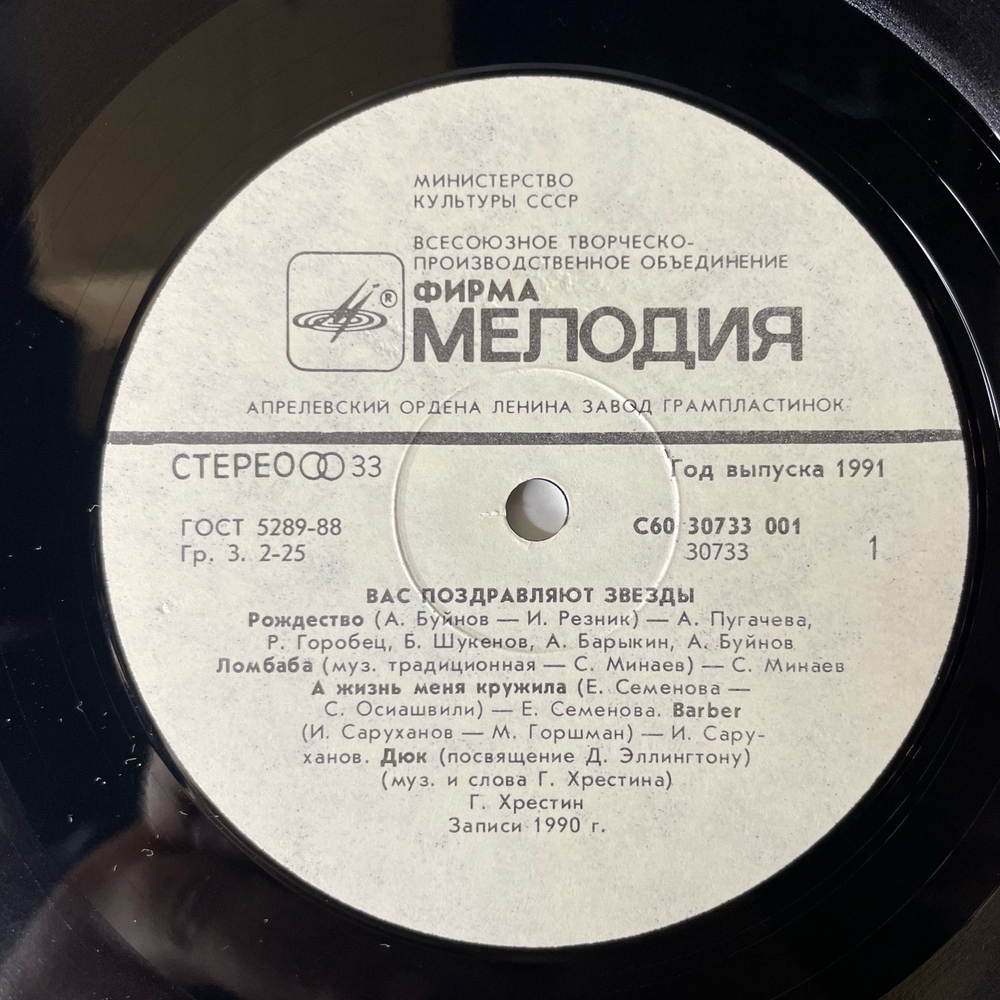 МИНИСТЕРСТВО
КУЛЬТУРЫ СССР
ВСЕСОЮЗНОЕ ТВОРЧЕСКО-
ПРОИЗВОДСТВЕННОЕ ОБЪЕДИНЕНИЕ
ФИРМА
®
МЕЛОДИЯ
АПРЕЛЕВСКИЙ ОРДЕНА ЛЕНИНА ЗАВОД ГРАМПЛАСТИНОК
СТЕРЕО 33
Год выпуска 1991
ГОСТ 5289-88
С60 30733 001
Гр. 3. 2-25
30733
1
ВАС ПОЗДРАВЛЯЮТ ЗВЕЗДЫ
Рождество (А. Буйнов — И. Резник) — А. Пугачева,
Р. Горобец, Б. Шукенов, А. Барыкин, А. Буйнов
Ломбаба (муз. традиционная — С. Минаев) — С. Минаев
А жизнь меня кружила (Е. Семенова —
С. Осиашвили) — Е. Семенова. Barber
(И. Саруханов — М. Горшман) — И. Сару-
ханов. Дюк (посвящение Д. Эллингтону)
(муз. и слова Г. Хрестина)
Г. Хрестин
Записи 1990 г.